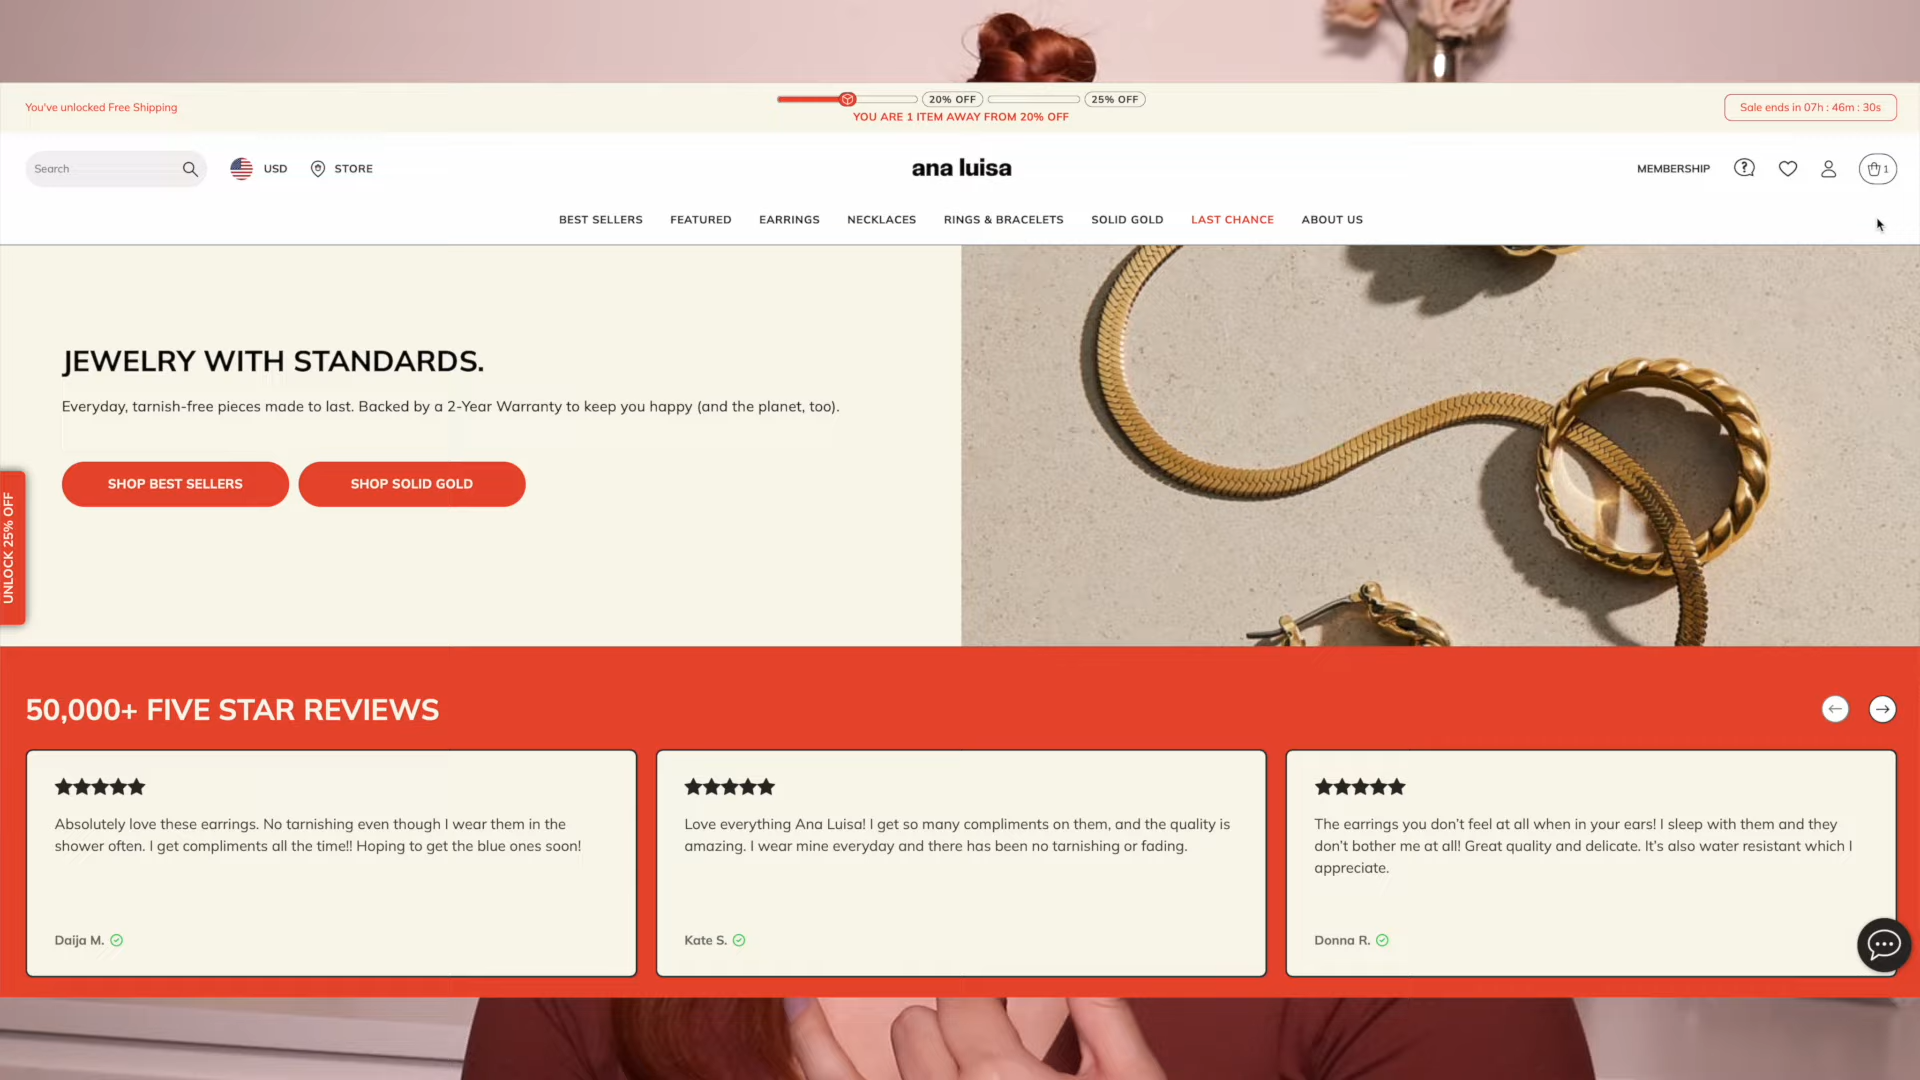 You've unlocked Free Shipping
20% OFF
25% OFF
YOU ARE 1 ITEM AWAY FROM 20% OFF
Sale ends in 07h : 46m : 30s
Search
USD
STORE
ana luisa
MEMBERSHIP
1
BEST SELLERS
FEATURED
EARRINGS
NECKLACES
RINGS & BRACELETS
SOLID GOLD
LAST CHANCE
ABOUT US
JEWELRY WITH STANDARDS.
Everyday, tarnish-free pieces made to last. Backed by a 2-Year Warranty to keep you happy (and the planet, too).
SHOP BEST SELLERS
SHOP SOLID GOLD
UNLOCK 25% OFF
50,000+ FIVE STAR REVIEWS
Absolutely love these earrings. No tarnishing even though I wear them in the
shower often. I get compliments all the time!! Hoping to get the blue ones soon!
Daija M.
Love everything Ana Luisa! I get so many compliments on them, and the quality is
amazing. I wear mine everyday and there has been no tarnishing or fading.
Kate S.
The earrings you don't feel at all when in your ears! I sleep with them and they
don't bother me at all! Great quality and delicate. It's also water resistant which I
appreciate.
Donna R.